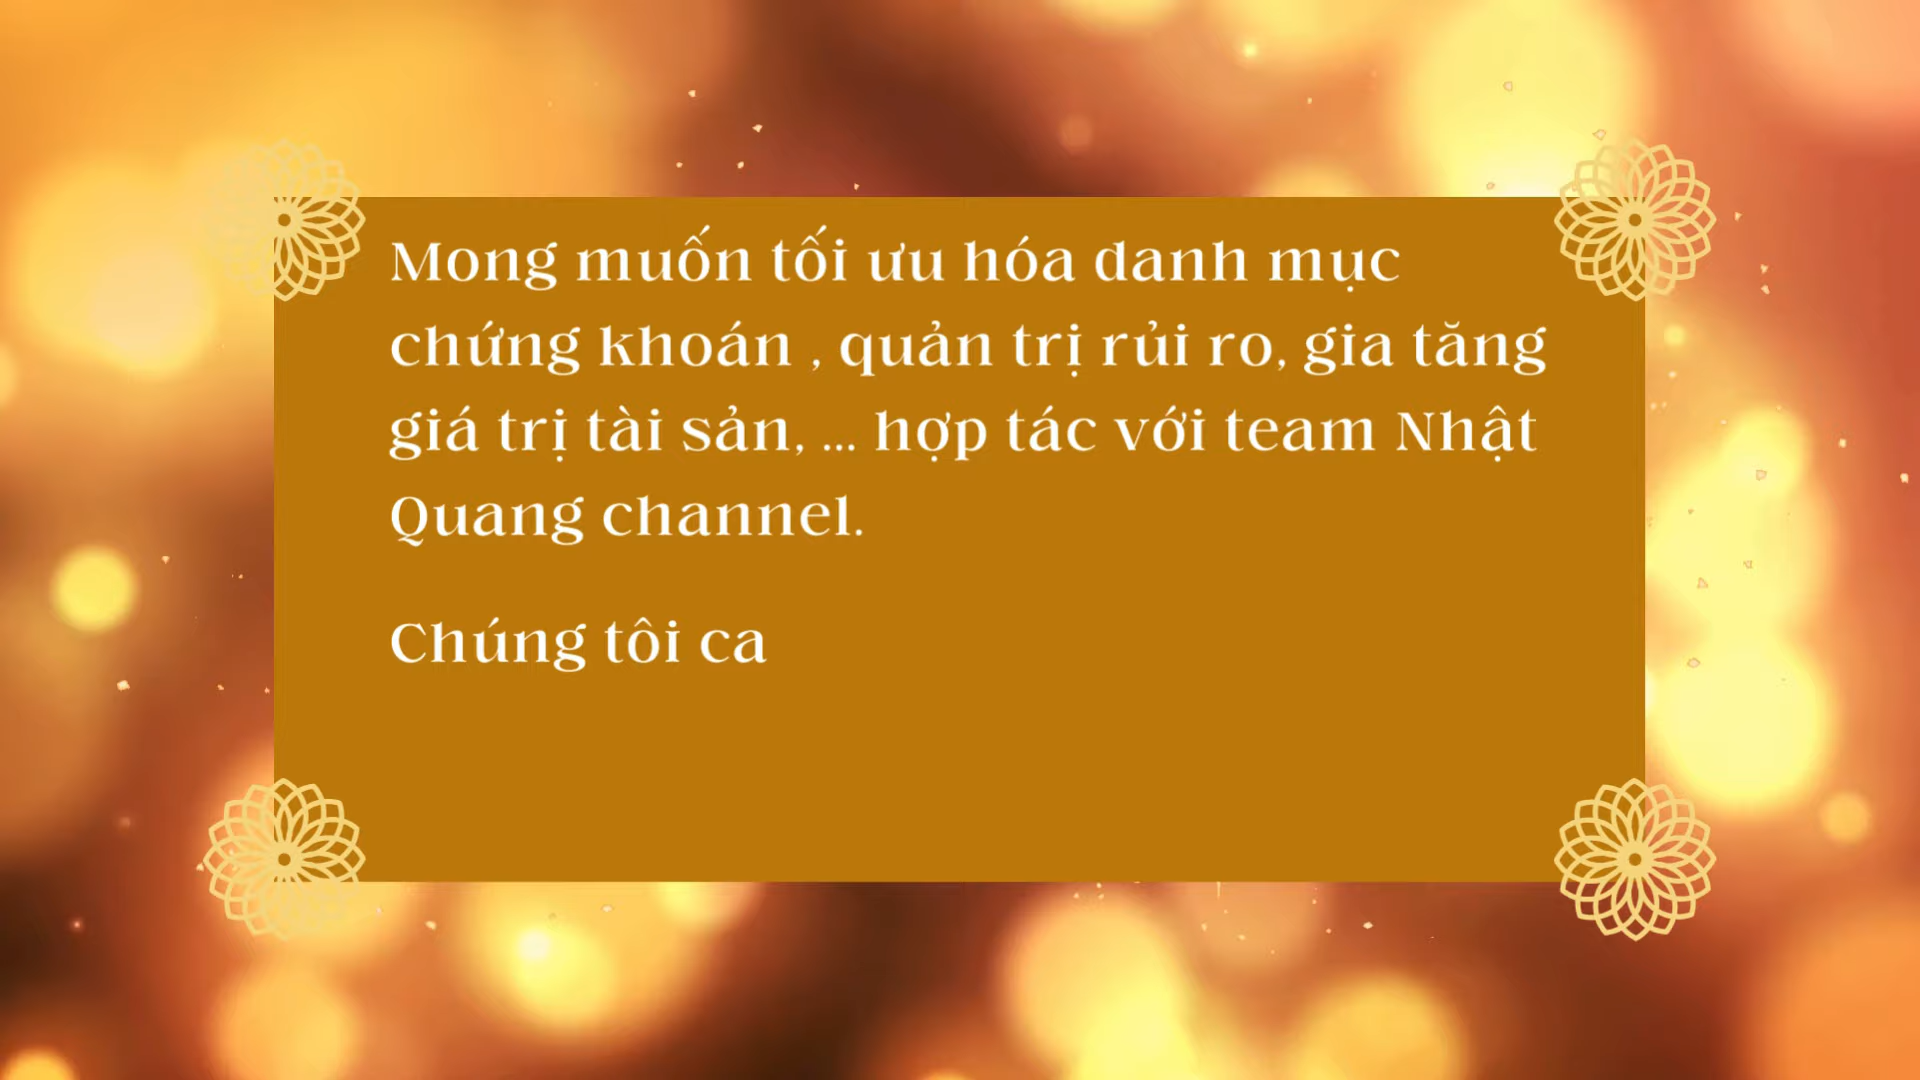 Mong muốn tối ưu hóa danh mục
chứng khoán , quản trị rủi ro, gia tăng
giá trị tài sản, ... hợp tác với team Nhật
Quang channel.
Chúng tôi ca